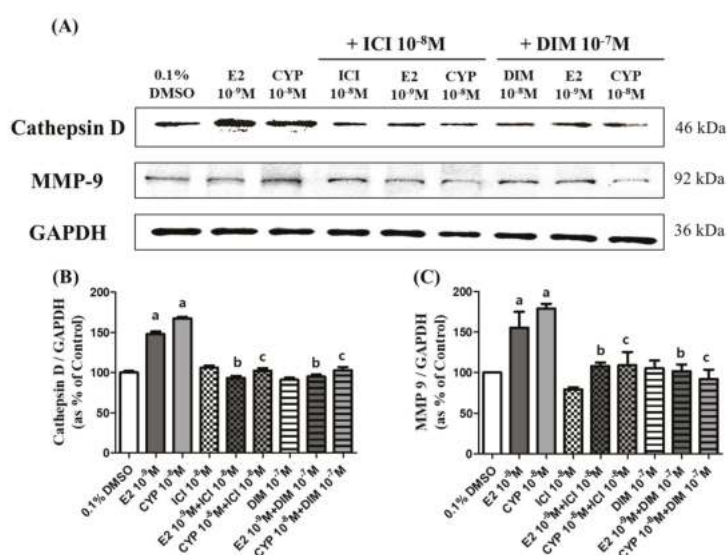 (A)
+ ICI 10⁻⁸M
+ DIM 10⁻⁷M
0.1% DMSO
E2 10⁻⁹M
CYP 10⁻⁸M
ICI 10⁻⁸M
E2 10⁻⁹M
CYP 10⁻⁸M
DIM 10⁻⁸M
E2 10⁻⁹M
CYP 10⁻⁸M
Cathepsin D
46 kDa
MMP-9
92 kDa
GAPDH
36 kDa
(B)
Cathepsin D / GAPDH
(as % of Control)
200
150
100
50
0
a
a
b
c
b
c
0.1% DMSO
E2 10⁻⁹M
CYP 10⁻⁸M
ICI 10⁻⁸M
E2 10⁻⁹M+ICI 10⁻⁸M
CYP 10⁻⁸M+ICI 10⁻⁸M
DIM 10⁻⁷M
E2 10⁻⁹M+DIM 10⁻⁷M
CYP 10⁻⁸M+DIM 10⁻⁷M
(C)
MMP 9 / GAPDH
(as % of Control)
200
150
100
50
0
a
a
b
c
b
c
0.1% DMSO
E2 10⁻⁹M
CYP 10⁻⁸M
ICI 10⁻⁸M
E2 10⁻⁹M+ICI 10⁻⁸M
CYP 10⁻⁸M+ICI 10⁻⁸M
DIM 10⁻⁷M
E2 10⁻⁹M+DIM 10⁻⁷M
CYP 10⁻⁸M+DIM 10⁻⁷M